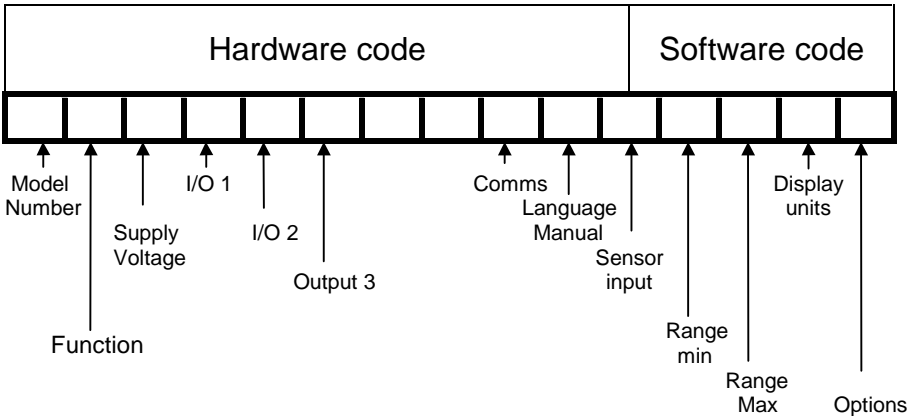 Hardware code
Software code
Model
Number
Function
Supply
Voltage
I/O 1
I/O 2
Output 3
Comms
Language
Manual
Sensor
input
Range
min
Range
Max
Display
units
Options